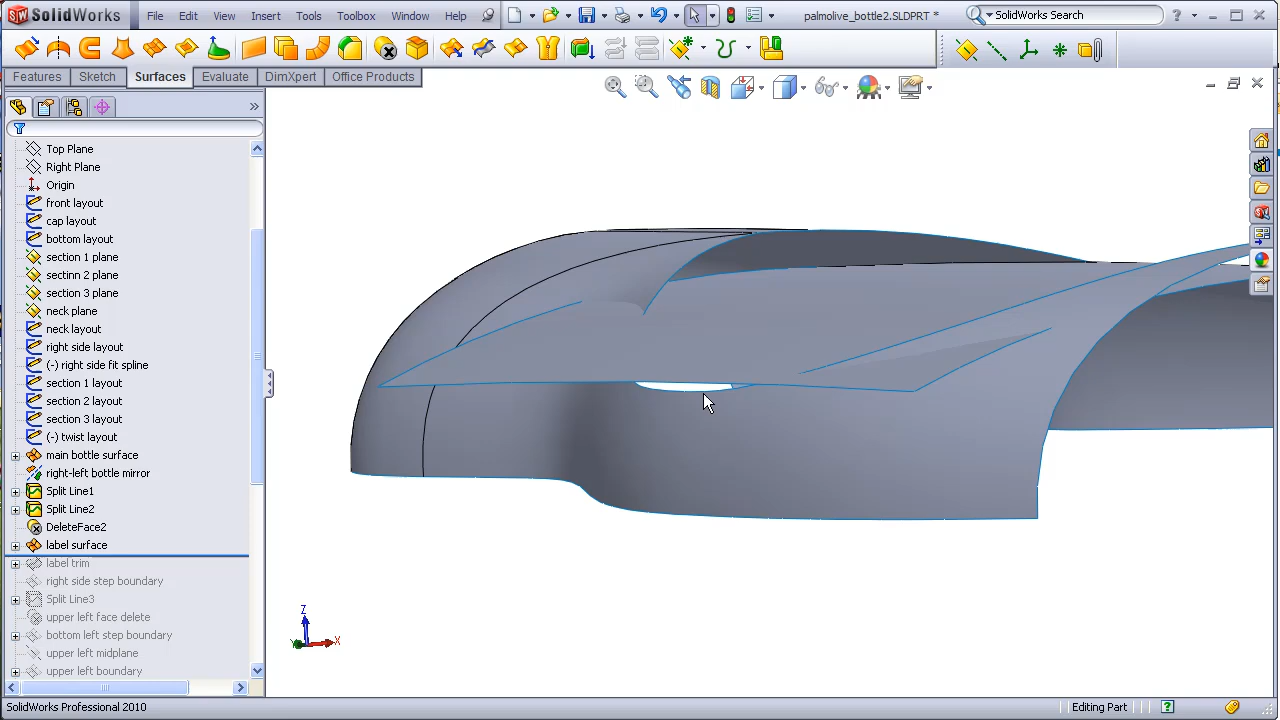 SolidWorks File Edit View Insert Tools Toolbox Window Help palmolive_bottle2.SLDPRT * SolidWorks Search ?
Features Sketch Surfaces Evaluate DimXpert Office Products
»
Top Plane
Right Plane
Origin
front layout
cap layout
bottom layout
section 1 plane
section 2 plane
section 3 plane
neck plane
neck layout
right side layout
(-) right side fit spline
section 1 layout
section 2 layout
section 3 layout
(-) twist layout
main bottle surface
right-left bottle mirror
Split Line1
Split Line2
DeleteFace2
label surface
label trim
right side step boundary
Split Line3
upper left face delete
bottom left step boundary
upper left midplane
upper left boundary
Z
Y X
SolidWorks Professional 2010 Editing Part ?